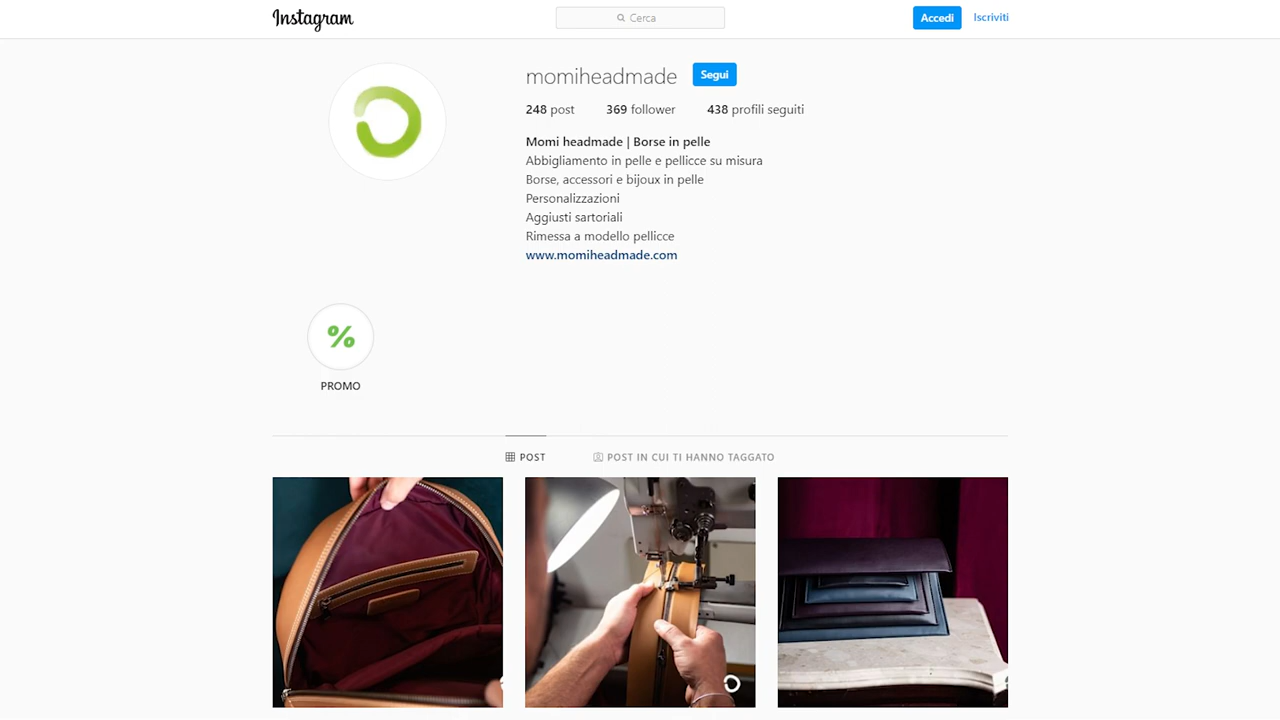 Instagram
Cerca
Accedi
Iscriviti
momiheadmade
Segui
248 post
369 follower
438 profili seguiti
Momi headmade | Borse in pelle
Abbigliamento in pelle e pellicce su misura
Borse, accessori e bijoux in pelle
Personalizzazioni
Aggiusti sartoriali
Rimessa a modello pellicce
www.momiheadmade.com
%
PROMO
POST
POST IN CUI TI HANNO TAGGATO